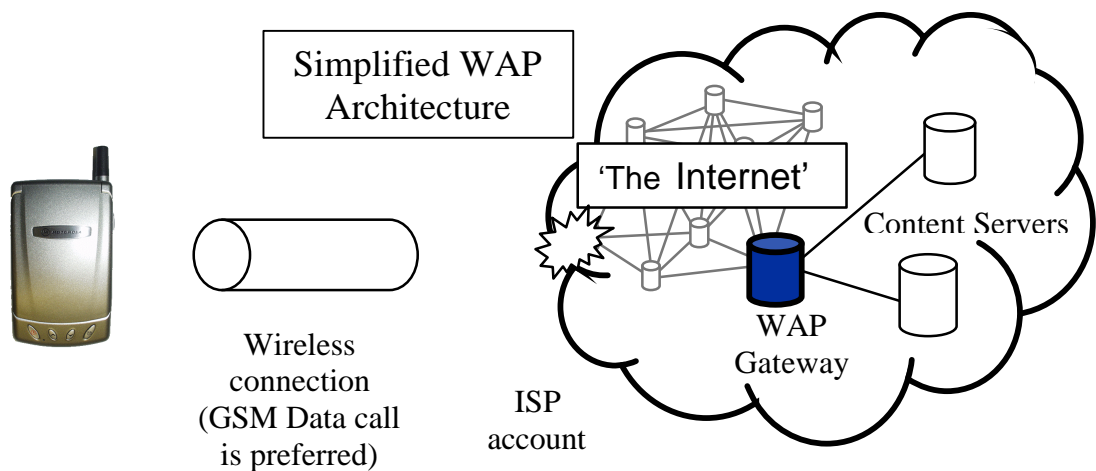 Simplified WAP
Architecture
‘The Internet’
Content Servers
WAP
Gateway
Wireless
connection
(GSM Data call
is preferred)
ISP
account